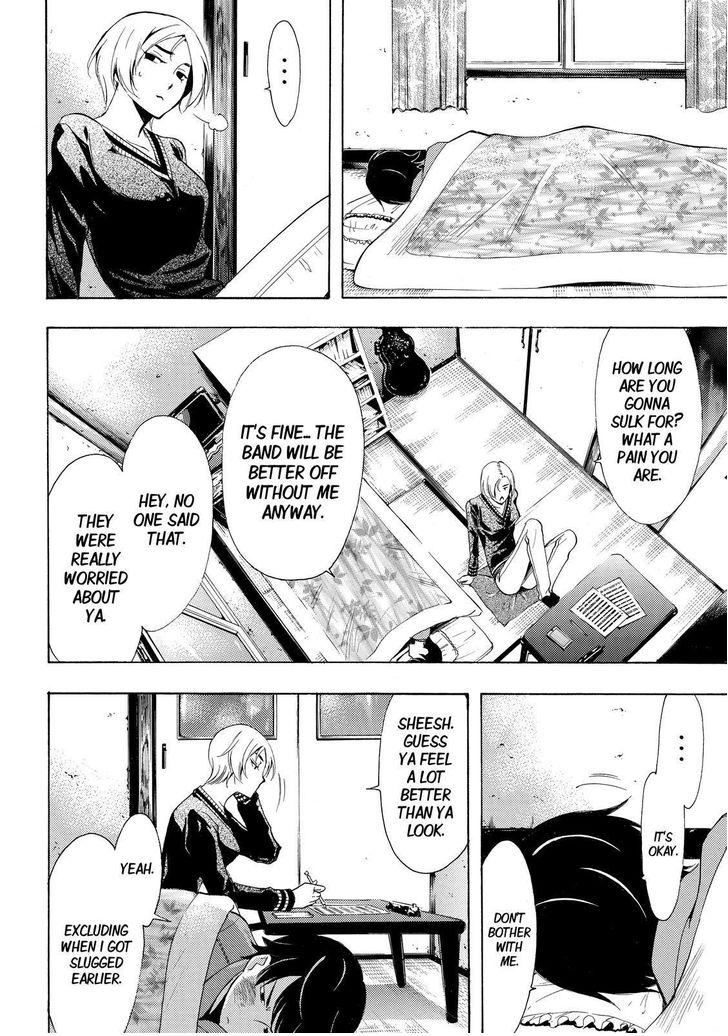 ...
HOW LONG
ARE YOU
GONNA
SULK FOR?
WHAT A
PAIN YOU
ARE.
IT'S FINE... THE
BAND WILL BE
BETTER OFF
WITHOUT ME
ANYWAY.
HEY, NO
ONE SAID
THAT.
THEY
WERE
REALLY
WORRIED
ABOUT
YA.
...
IT'S
OKAY.
DON'T
BOTHER
WITH
ME.
SHEESH.
GUESS
YA FEEL
A LOT
BETTER
THAN YA
LOOK.
YEAH.
EXCLUDING
WHEN I GOT
SLUGGED
EARLIER.